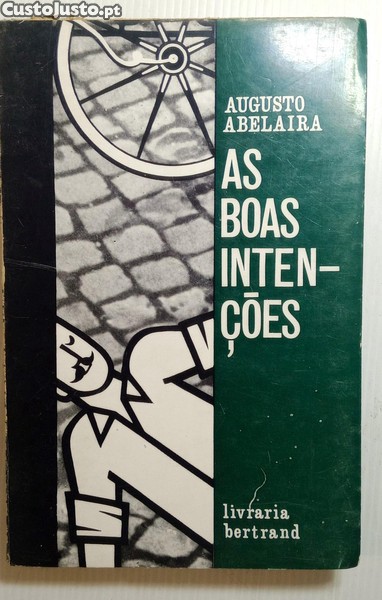 CustoJusto.pt
AUGUSTO
ABELAIRA
AS
BOAS
INTEN-
ÇÕES
livraria
bertrand